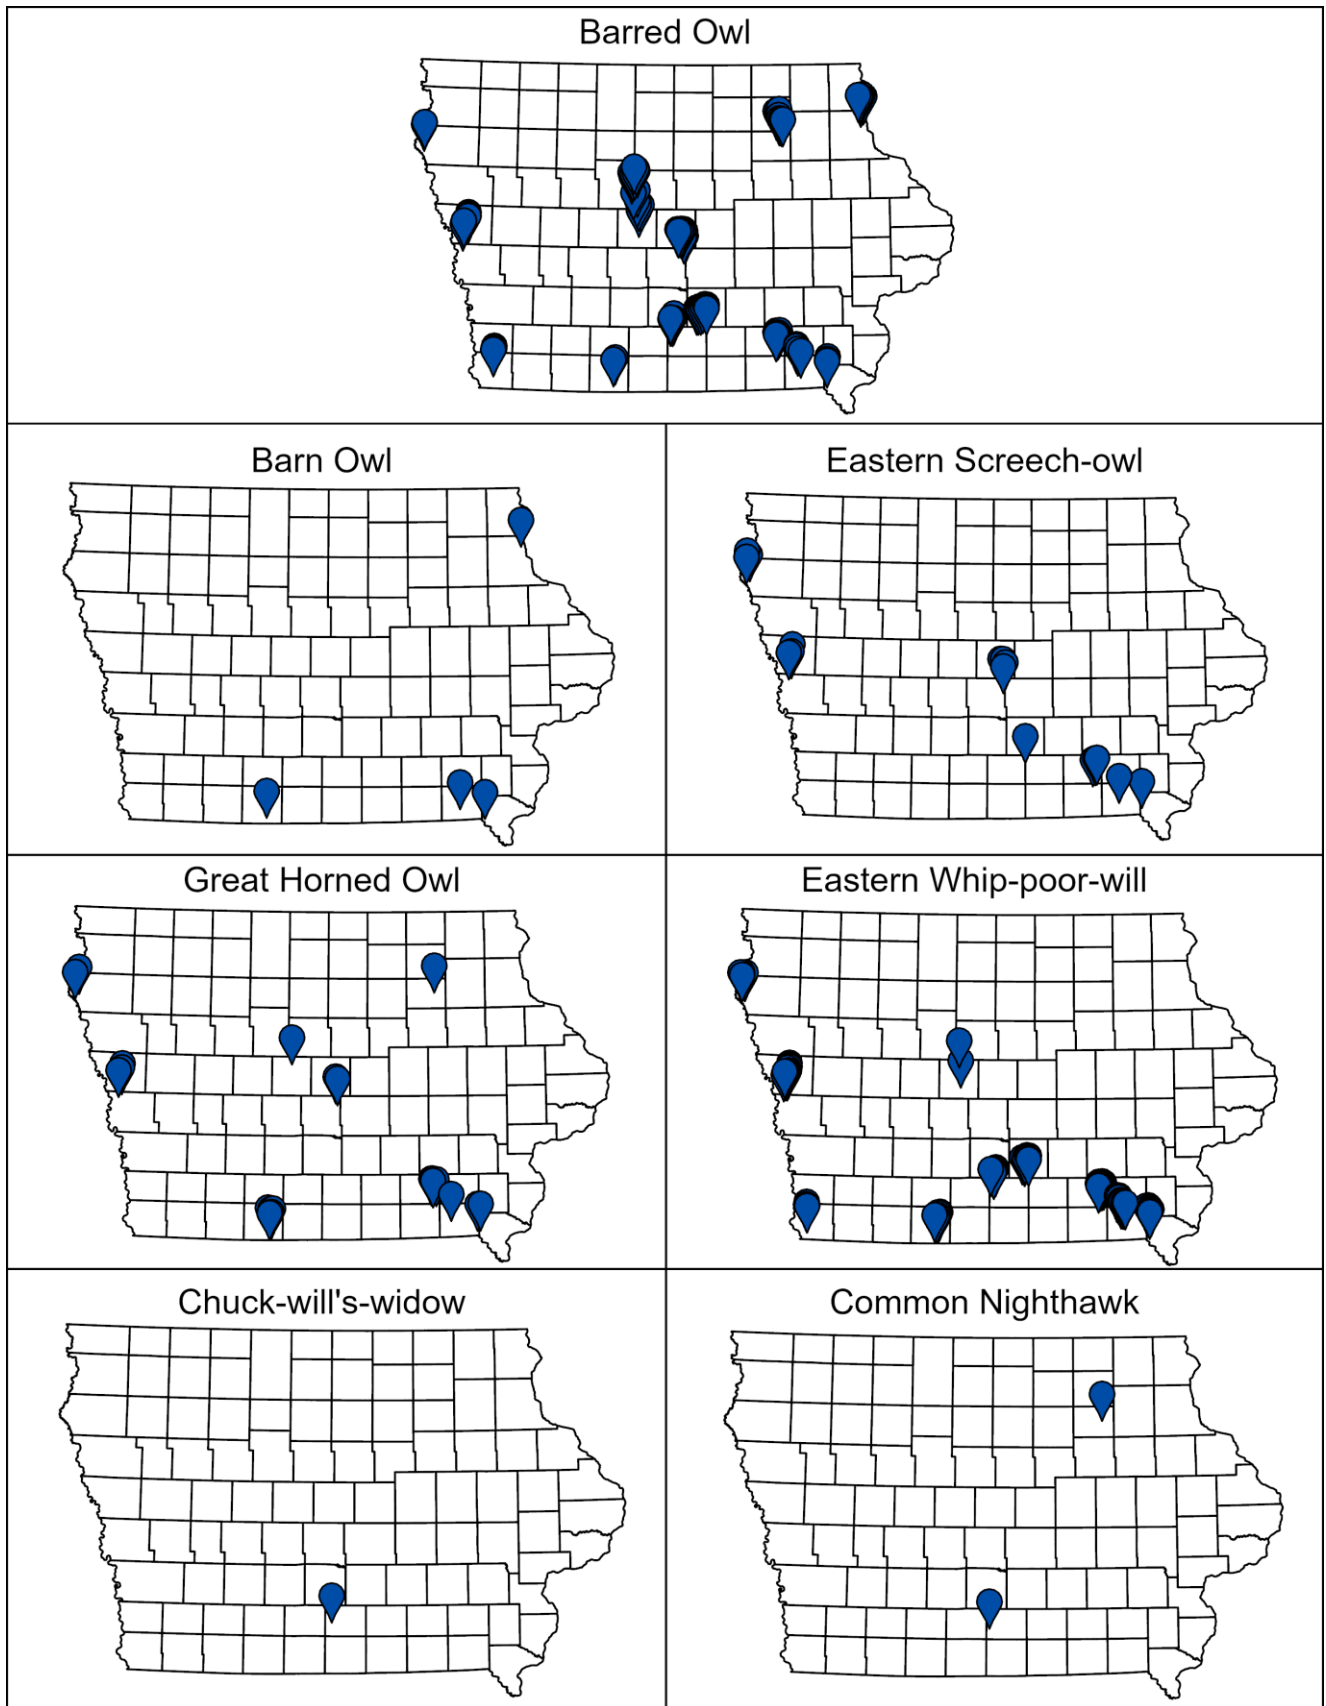 Barred Owl
Barn Owl
Eastern Screech-owl
Great Horned Owl
Eastern Whip-poor-will
Chuck-will's-widow
Common Nighthawk